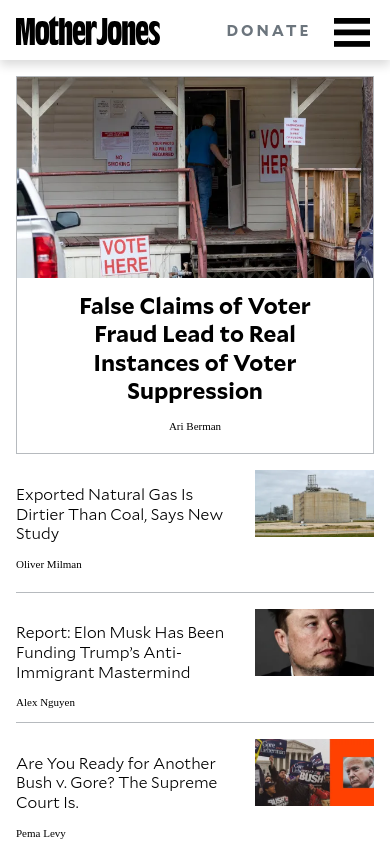 Mother Jones
DONATE
VOTE
HERE
VOTE
HERE
False Claims of Voter
Fraud Lead to Real
Instances of Voter
Suppression
Ari Berman
Exported Natural Gas Is
Dirtier Than Coal, Says New
Study
Oliver Milman
Report: Elon Musk Has Been
Funding Trump’s Anti-
Immigrant Mastermind
Alex Nguyen
Are You Ready for Another
Bush v. Gore? The Supreme
Court Is.
Pema Levy